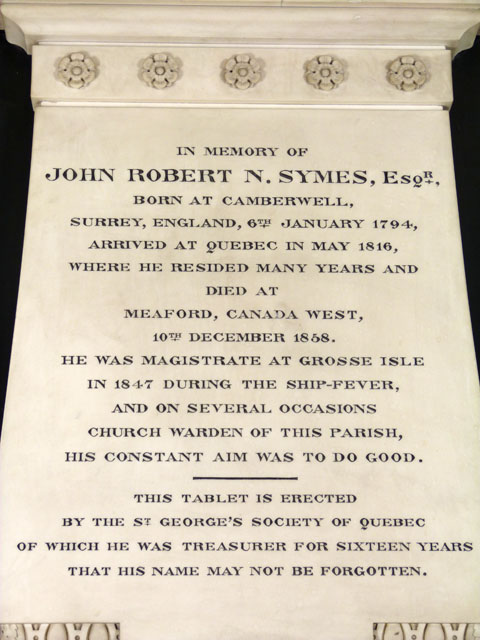 IN MEMORY OF
JOHN ROBERT N. SYMES, ESQR,
BORN AT CAMBERWELL,
SURREY, ENGLAND, 6TH JANUARY 1794,
ARRIVED AT QUEBEC IN MAY 1816,
WHERE HE RESIDED MANY YEARS AND
DIED AT
MEAFORD, CANADA WEST,
10TH DECEMBER 1858.
HE WAS MAGISTRATE AT GROSSE ISLE
IN 1847 DURING THE SHIP-FEVER,
AND ON SEVERAL OCCASIONS
CHURCH WARDEN OF THIS PARISH,
HIS CONSTANT AIM WAS TO DO GOOD.
THIS TABLET IS ERECTED
BY THE ST GEORGE'S SOCIETY OF QUEBEC
OF WHICH HE WAS TREASURER FOR SIXTEEN YEARS
THAT HIS NAME MAY NOT BE FORGOTTEN.